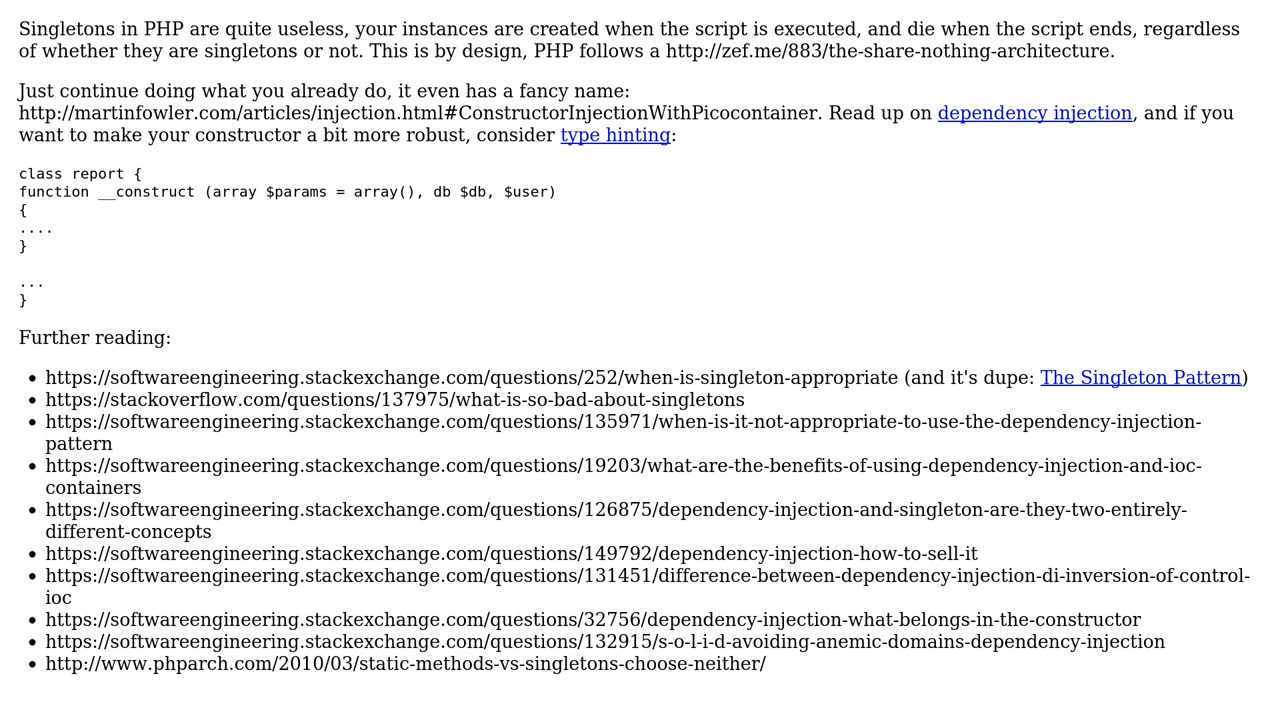 Singletons in PHP are quite useless, your instances are created when the script is executed, and die when the script ends, regardless
of whether they are singletons or not. This is by design, PHP follows a http://zef.me/883/the-share-nothing-architecture.
Just continue doing what you already do, it even has a fancy name:
http://martinfowler.com/articles/injection.html#ConstructorInjectionWithPicocontainer. Read up on dependency injection, and if you
want to make your constructor a bit more robust, consider type hinting:
class report {
function __construct (array $params = array(), db $db, $user)
{
....
}
...
}
Further reading:
• https://softwareengineering.stackexchange.com/questions/252/when-is-singleton-appropriate (and it's dupe: The Singleton Pattern)
• https://stackoverflow.com/questions/137975/what-is-so-bad-about-singletons
• https://softwareengineering.stackexchange.com/questions/135971/when-is-it-not-appropriate-to-use-the-dependency-injection-
pattern
• https://softwareengineering.stackexchange.com/questions/19203/what-are-the-benefits-of-using-dependency-injection-and-ioc-
containers
• https://softwareengineering.stackexchange.com/questions/126875/dependency-injection-and-singleton-are-they-two-entirely-
different-concepts
• https://softwareengineering.stackexchange.com/questions/149792/dependency-injection-how-to-sell-it
• https://softwareengineering.stackexchange.com/questions/131451/difference-between-dependency-injection-di-inversion-of-control-
ioc
• https://softwareengineering.stackexchange.com/questions/32756/dependency-injection-what-belongs-in-the-constructor
• https://softwareengineering.stackexchange.com/questions/132915/s-o-l-i-d-avoiding-anemic-domains-dependency-injection
• http://www.phparch.com/2010/03/static-methods-vs-singletons-choose-neither/